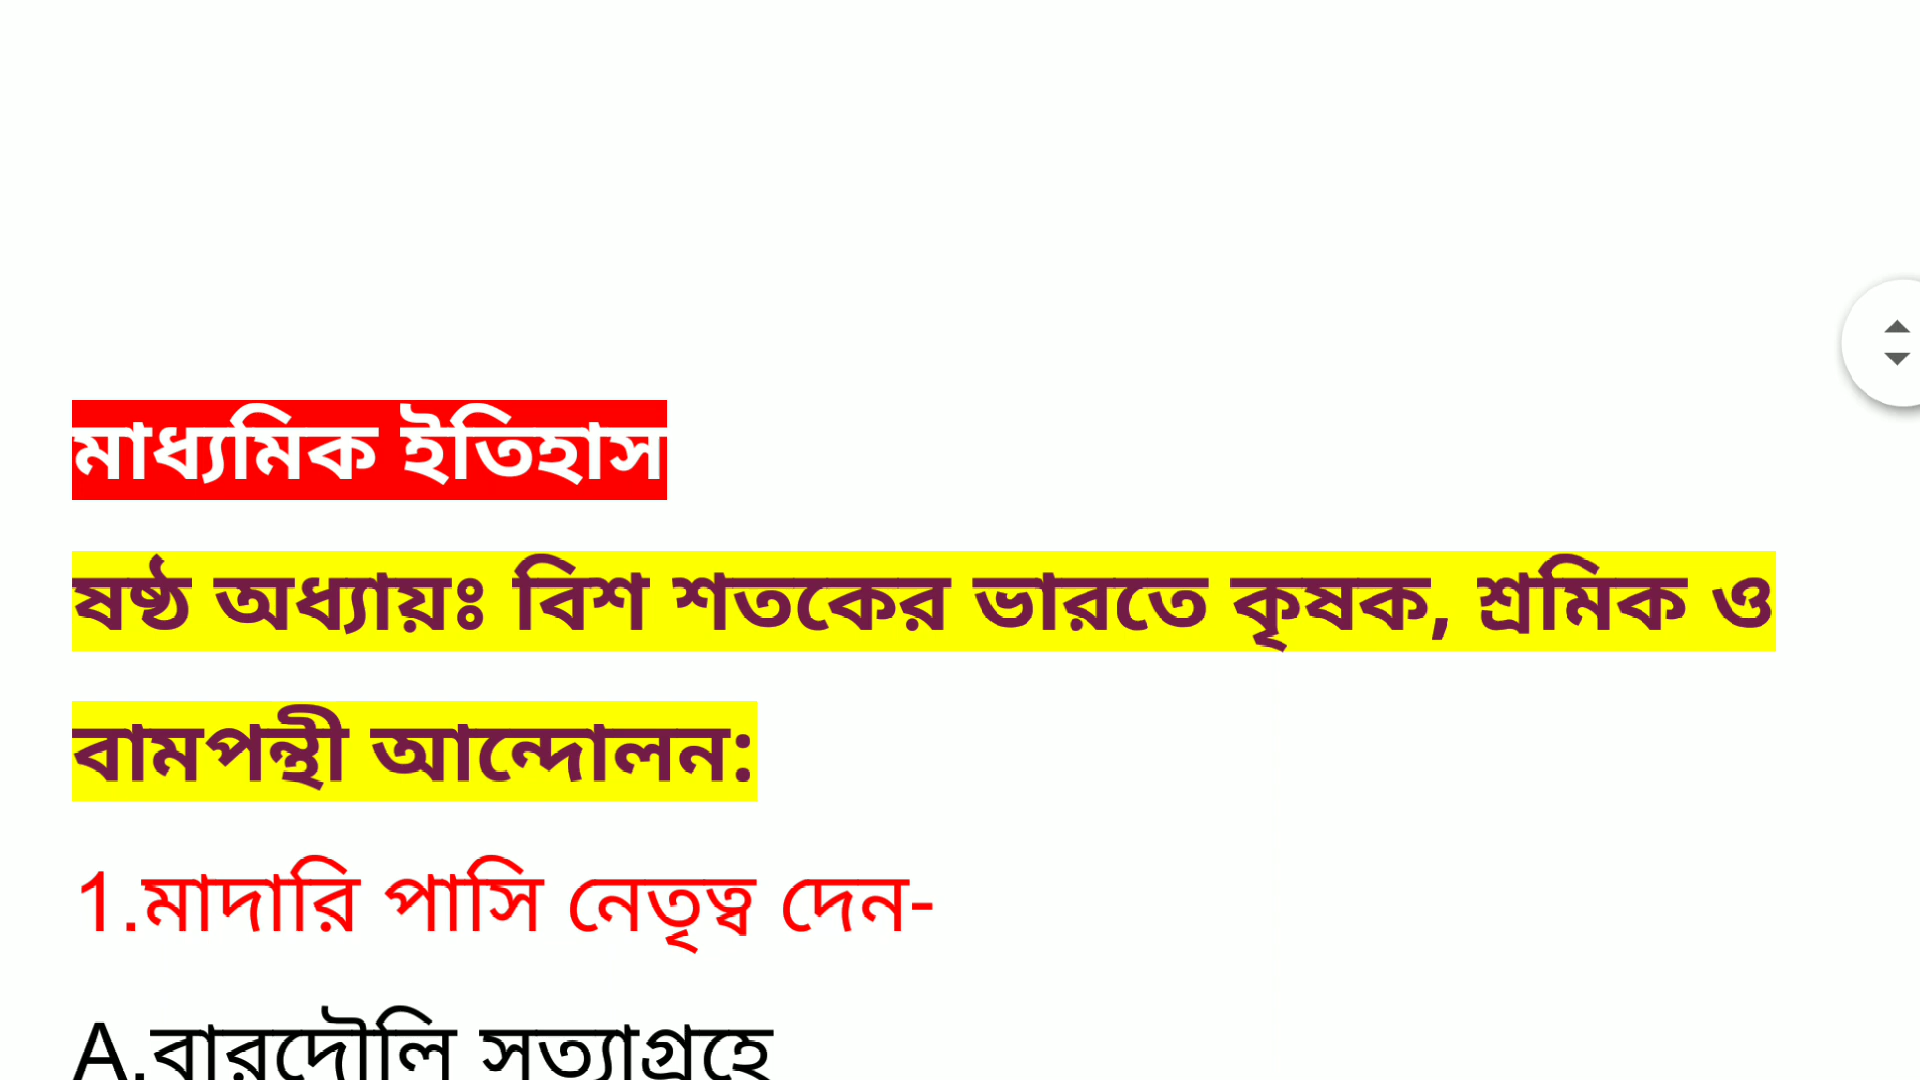 মাধ্যমিক ইতিহাস
ষষ্ঠ অধ্যায়ঃ বিশ শতকের ভারতে কৃষক, শ্রমিক ও
বামপন্থী আন্দোলন:
1.মাদারি পাসি নেতৃত্ব দেন-
A.বারদৌলি সত্যাগ্রহে